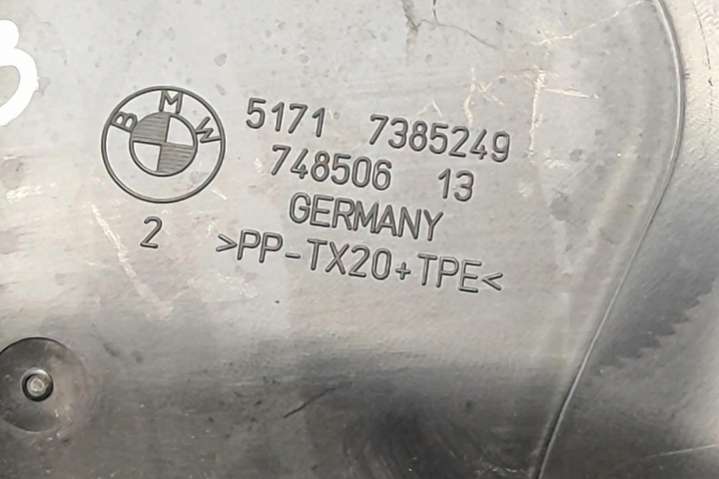 BMW
5171 7385249
748506 13
GERMANY
2 >PP-TX20+TPE<